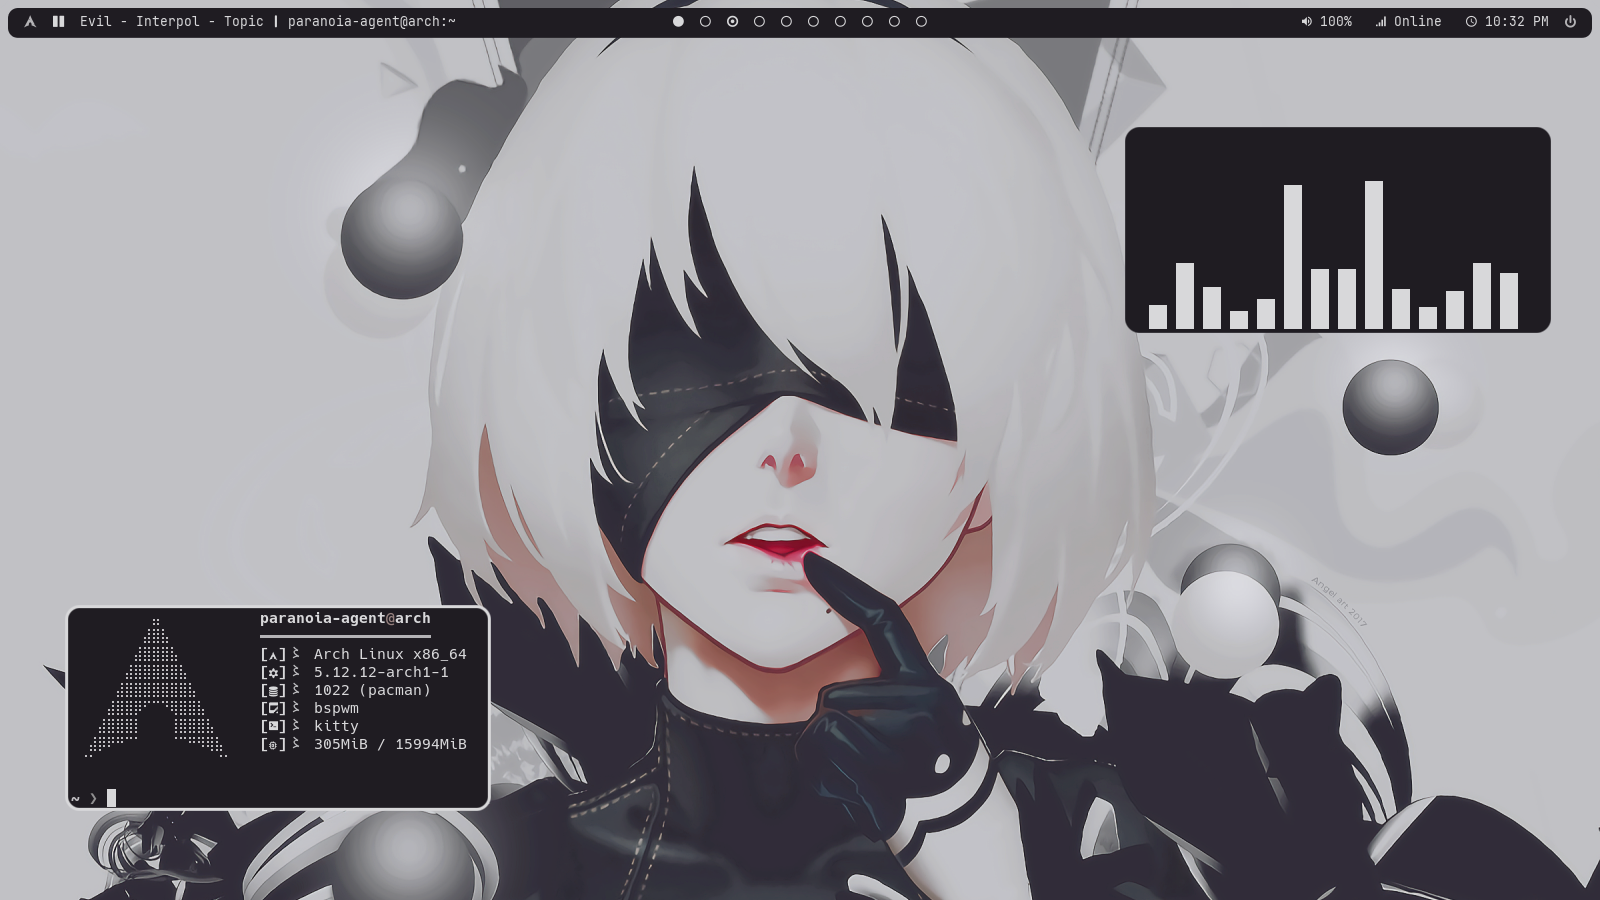 Evil - Interpol - Topic | paranoia-agent@arch:~
100% Online 10:32 PM
Angel art 2017
paranoia-agent@arch
Arch Linux x86_64
5.12.12-arch1-1
1022 (pacman)
bspwm
kitty
305MiB / 15994MiB
~ ❯